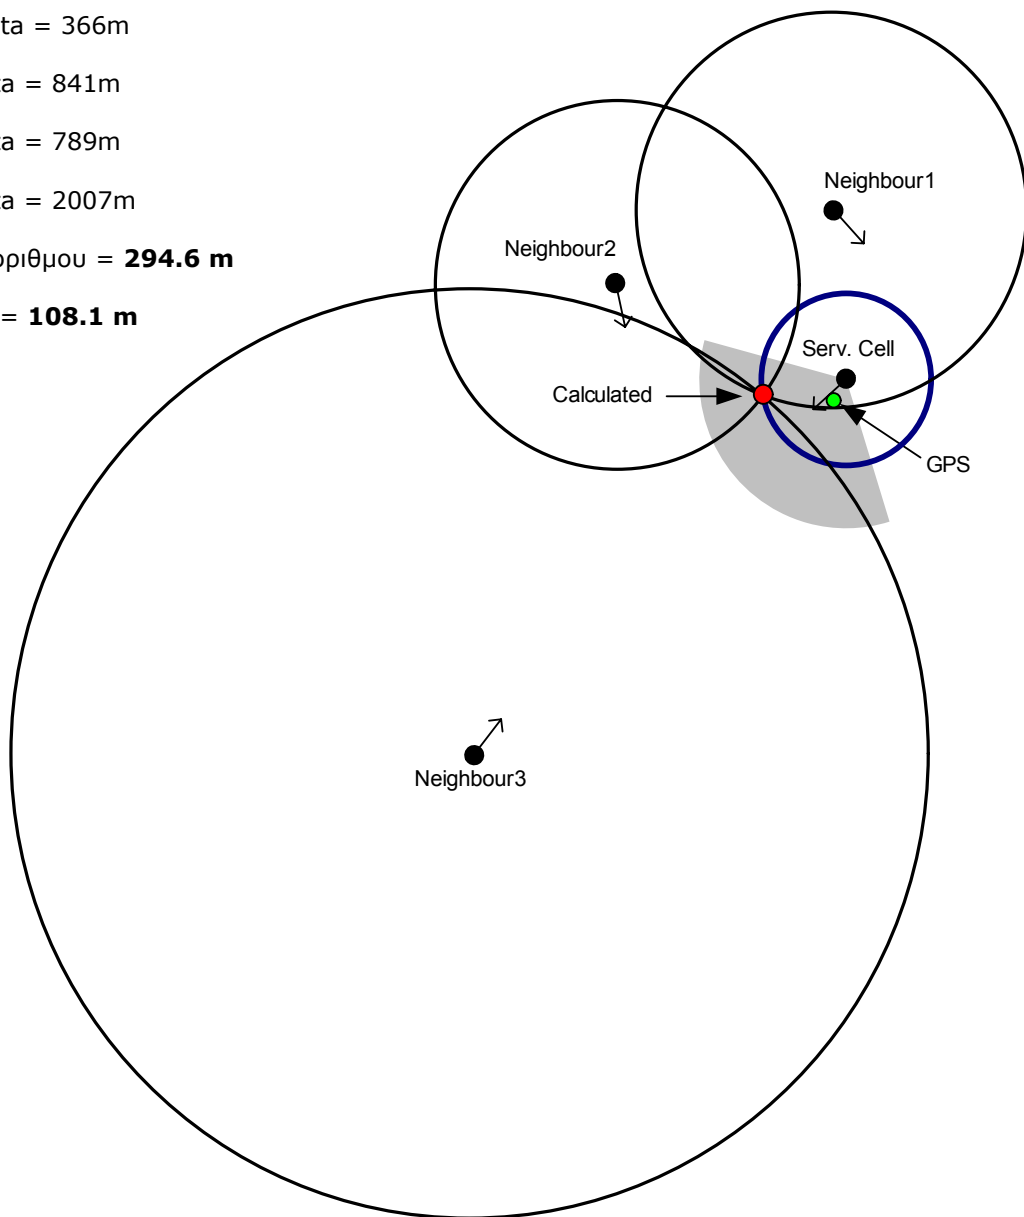 ta = 366m
a = 841m
a = 789m
a = 2007m
ριθμου = 294.6 m
= 108.1 m
Neighbour1
Neighbour2
Serv. Cell
Calculated
GPS
Neighbour3